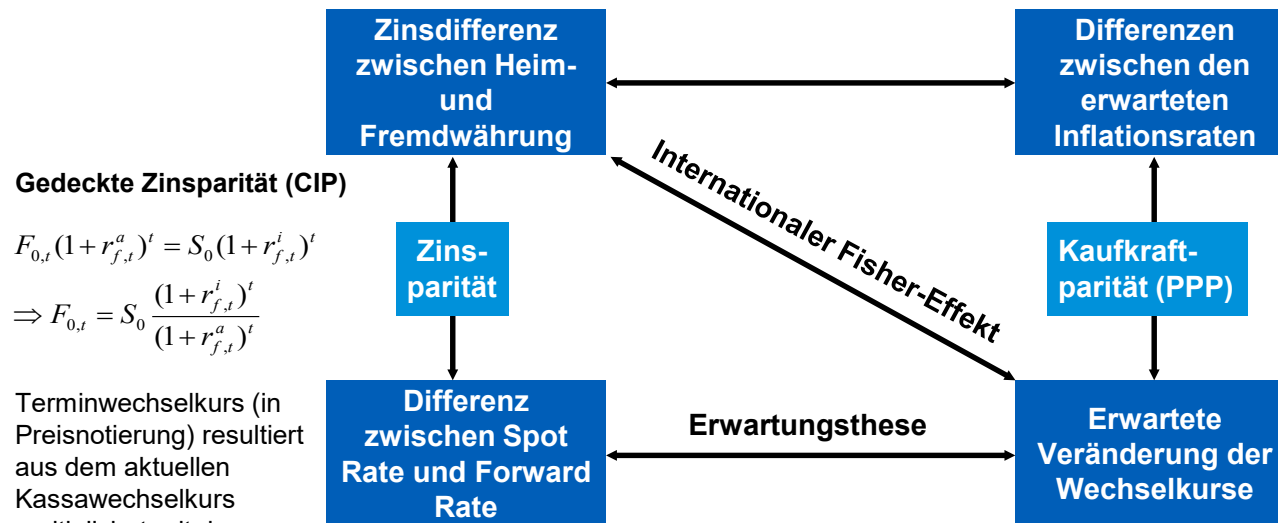 Zinsdifferenz
zwischen Heim-
und
Fremdwährung
Differenzen
zwischen den
erwarteten
Inflationsraten
Internationaler Fisher-Effekt
Gedeckte Zinsparität (CIP)
F_{0,t}(1 + r^a_{f,t})^t = S_0(1 + r^i_{f,t})^t
⇒ F_{0,t} = S_0 \frac{(1 + r^i_{f,t})^t}{(1 + r^a_{f,t})^t}
Zins-
parität
Kaufkraft-
parität (PPP)
Terminwechselkurs (in
Preisnotierung) resultiert
aus dem aktuellen
Kassawechselkurs
Differenz
zwischen Spot
Rate und Forward
Rate
Erwartungsthese
Erwartete
Veränderung der
Wechselkurse